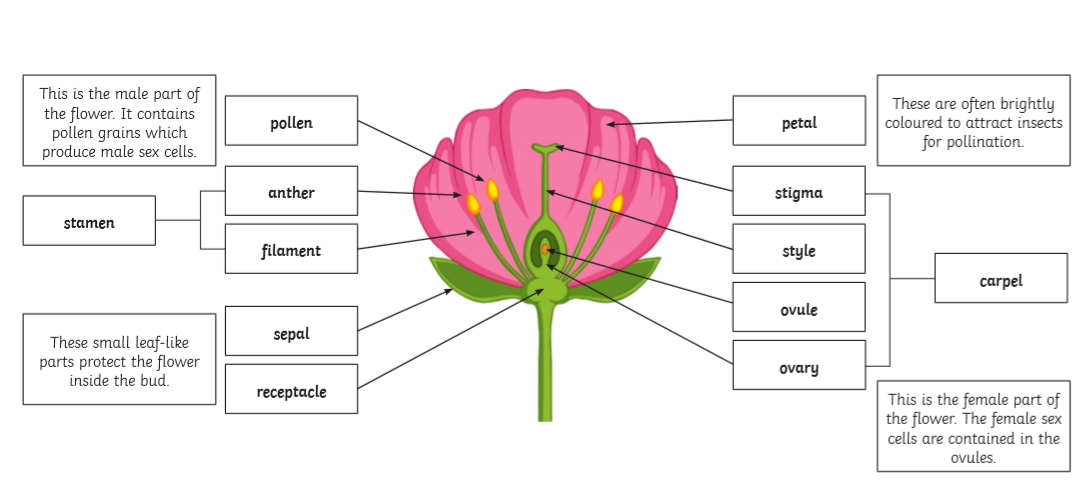 This is the male part of
the flower. It contains
pollen grains which
produce male sex cells.
pollen
anther
stamen
filament
sepal
These small leaf-like
parts protect the flower
inside the bud.
receptacle
petal
These are often brightly
coloured to attract insects
for pollination.
stigma
style
carpel
ovule
ovary
This is the female part of
the flower. The female sex
cells are contained in the
ovules.